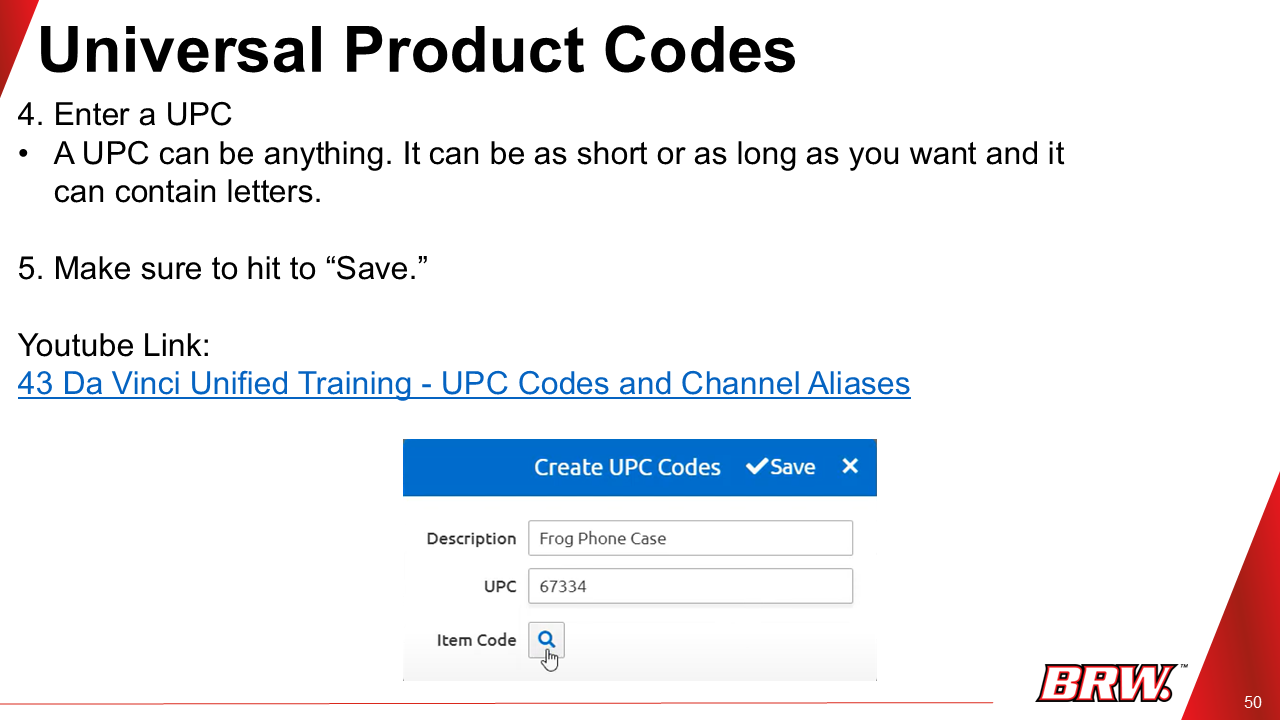 Universal Product Codes
4. Enter a UPC
• A UPC can be anything. It can be as short or as long as you want and it
can contain letters.
5. Make sure to hit to “Save.”
Youtube Link:
43 Da Vinci Unified Training - UPC Codes and Channel Aliases
Create UPC Codes ✔Save ×
Description Frog Phone Case
UPC 67334
Item Code
BRW.™
50